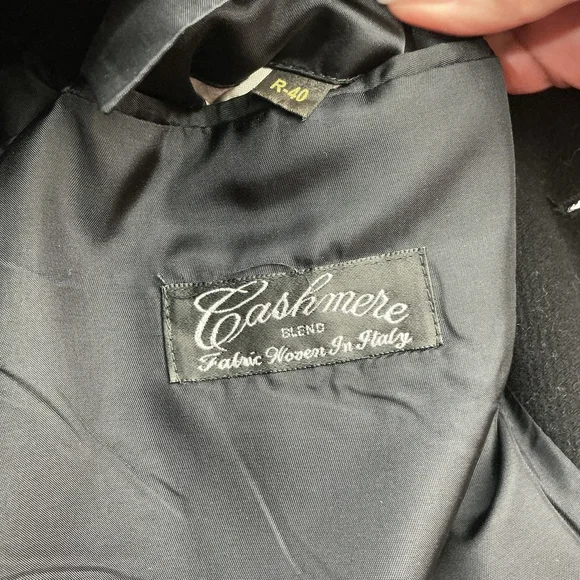 R-40
Cashmere
BLEND
Fabric Woven In Italy